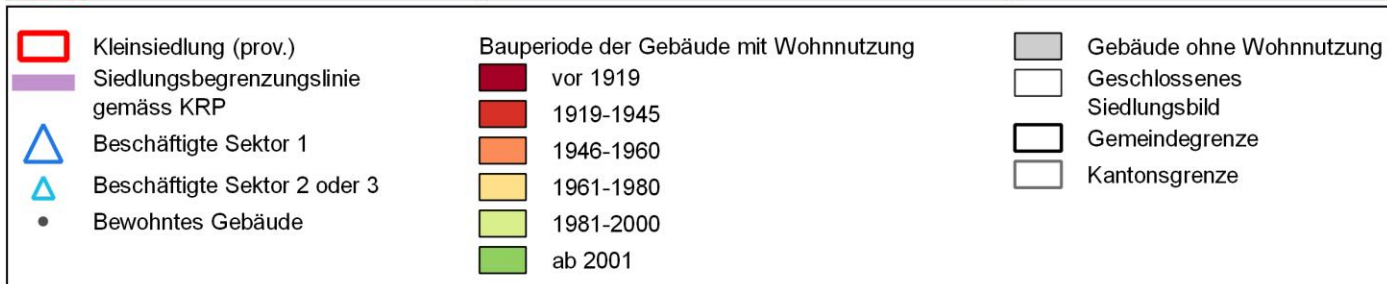 Kleinsiedlung (prov.)
Siedlungsbegrenzungslinie
gemäss KRP
Beschäftigte Sektor 1
Beschäftigte Sektor 2 oder 3
Bewohntes Gebäude
Bauperiode der Gebäude mit Wohnnutzung
vor 1919
1919-1945
1946-1960
1961-1980
1981-2000
ab 2001
Gebäude ohne Wohnnutzung
Geschlossenes
Siedlungsbild
Gemeindegrenze
Kantonsgrenze